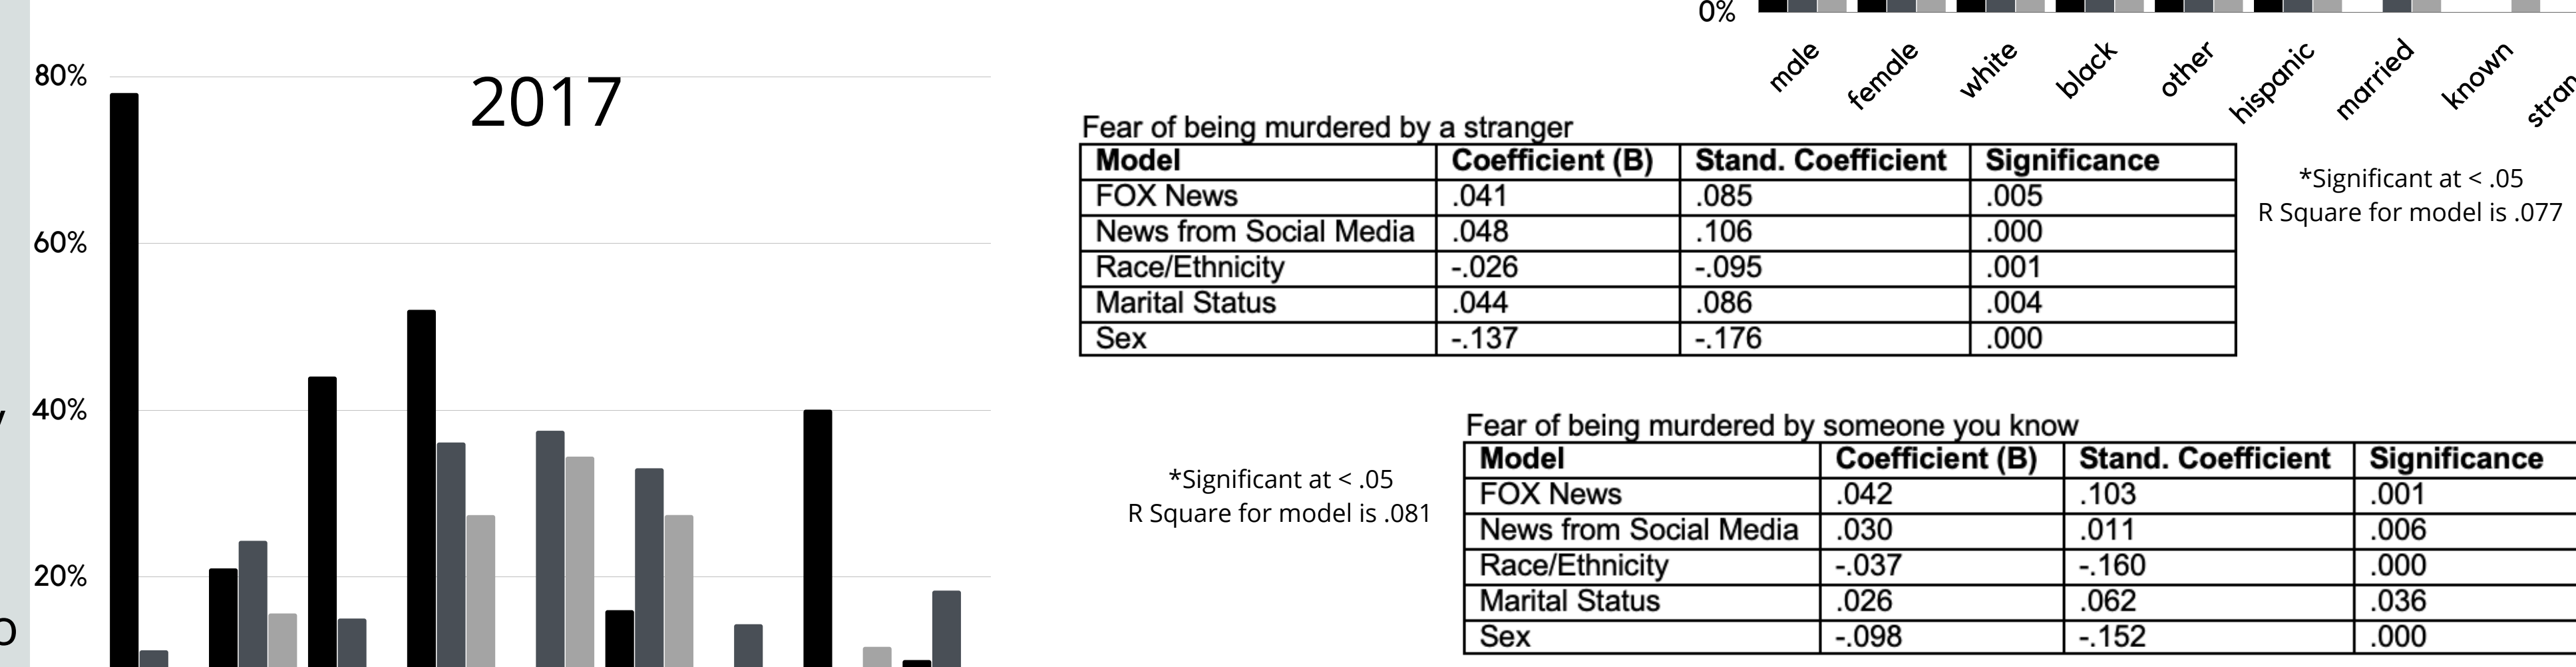 0%
male female white black other hispanic married known
80%
2017
60%
40%
20%
Fear of being murdered by a stranger
Model Coefficient (B) Stand. Coefficient Significance
FOX News .041 .085 .005
News from Social Media .048 .106 .000
Race/Ethnicity -.026 -.095 .001
Marital Status .044 .086 .004
Sex -.137 -.176 .000
*Significant at < .05
R Square for model is .077
Fear of being murdered by someone you know
Model Coefficient (B) Stand. Coefficient Significance
FOX News .042 .103 .001
News from Social Media .030 .011 .006
Race/Ethnicity -.037 -.160 .000
Marital Status .026 .062 .036
Sex -.098 -.152 .000
*Significant at < .05
R Square for model is .081